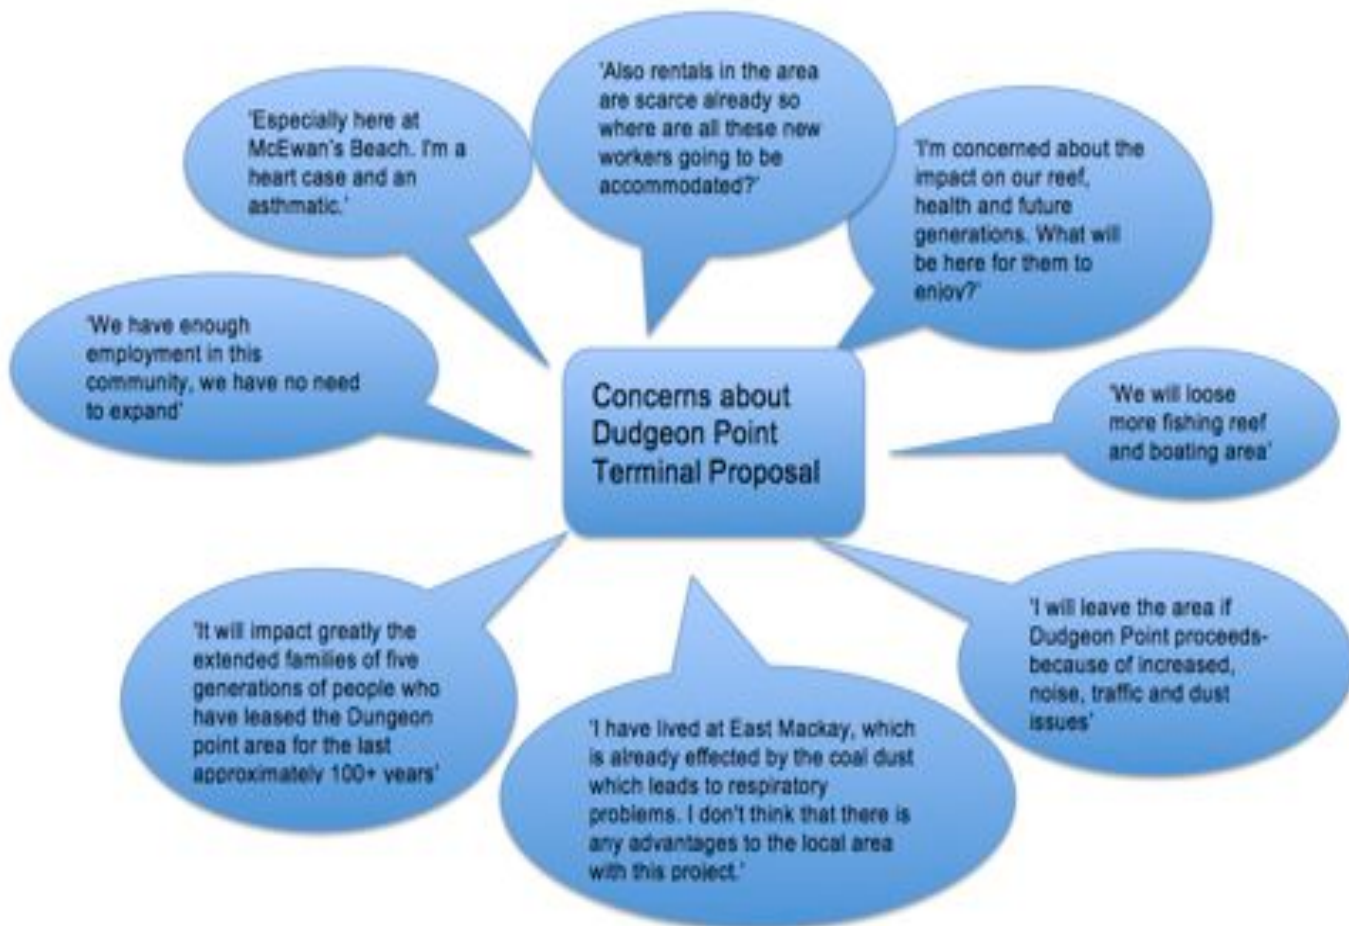 'Also rentals in the area
are scarce already so
where are all these new
workers going to be
accommodated?'
'Especially here at
McEwan's Beach. I'm a
heart case and an
asthmatic.'
'I'm concerned about the
impact on our reef,
health and future
generations. What will
be here for them to
enjoy?'
'We have enough
employment in this
community, we have no need
to expand'
Concerns about
Dudgeon Point
Terminal Proposal
'We will loose
more fishing reef
and boating area'
'It will impact greatly the
extended families of five
generations of people who
have leased the Dungeon
point area for the last
approximately 100+ years'
'I have lived at East Mackay, which
is already effected by the coal dust
which leads to respiratory
problems. I don't think that there is
any advantages to the local area
with this project.'
'I will leave the area if
Dudgeon Point proceeds-
because of increased,
noise, traffic and dust
issues'